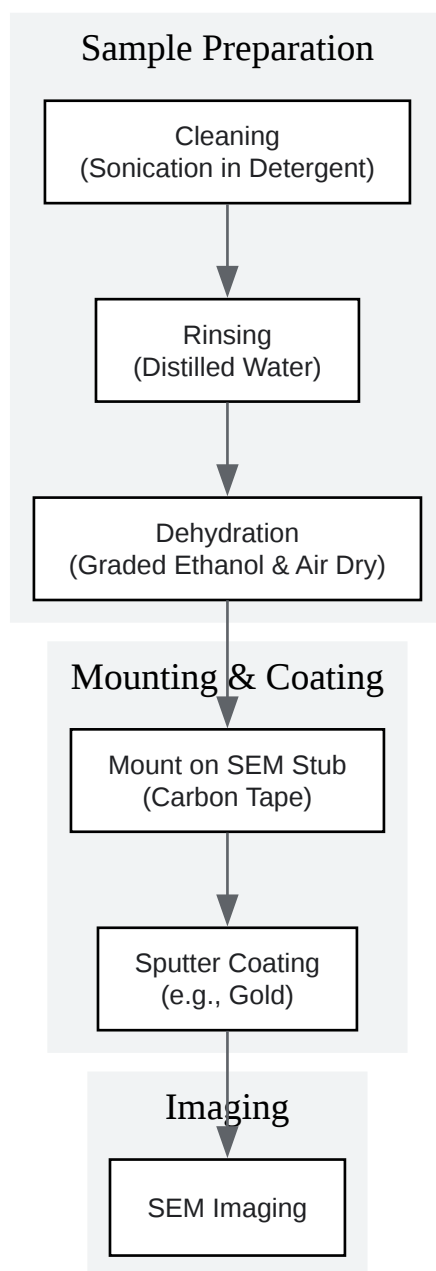 Sample Preparation
Cleaning
(Sonication in Detergent)
Rinsing
(Distilled Water)
Dehydration
(Graded Ethanol & Air Dry)
Mounting & Coating
Mount on SEM Stub
(Carbon Tape)
Sputter Coating
(e.g., Gold)
Imaging
SEM Imaging